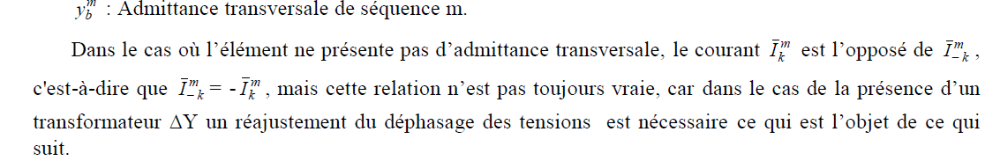 $y_b^m$ : Admittance transversale de séquence m.
Dans le cas où l’élément ne présente pas d’admittance transversale, le courant $\bar{I}_k^m$ est l’opposé de $\bar{I}_{-k}^m$ ,
c'est-à-dire que $\bar{I}_{-k}^m$ = - $\bar{I}_k^m$ , mais cette relation n’est pas toujours vraie, car dans le cas de la présence d’un
transformateur ΔY un réajustement du déphasage des tensions est nécessaire ce qui est l’objet de ce qui
suit.